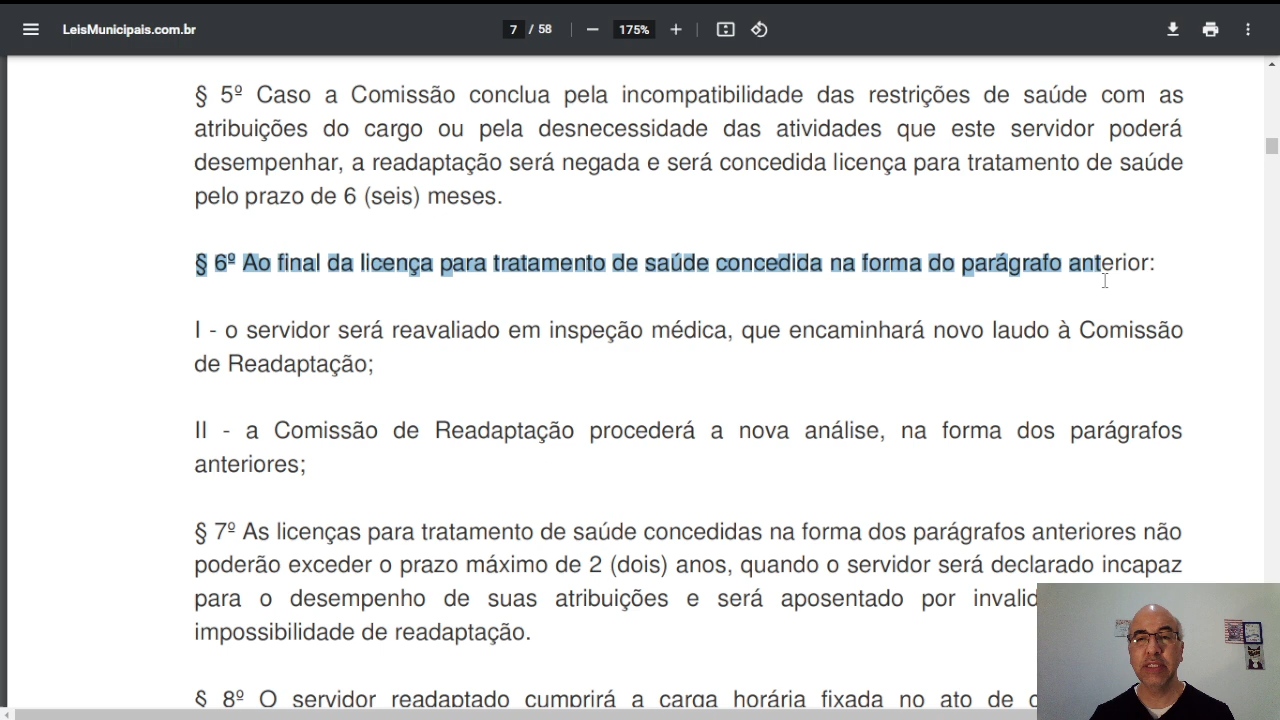 LeisMunicipais.com.br
7 / 58
175%
§ 5º Caso a Comissão conclua pela incompatibilidade das restrições de saúde com as
atribuições do cargo ou pela desnecessidade das atividades que este servidor poderá
desempenhar, a readaptação será negada e será concedida licença para tratamento de saúde
pelo prazo de 6 (seis) meses.
§ 6º Ao final da licença para tratamento de saúde concedida na forma do parágrafo anterior:
I - o servidor será reavaliado em inspeção médica, que encaminhará novo laudo à Comissão
de Readaptação;
II - a Comissão de Readaptação procederá a nova análise, na forma dos parágrafos
anteriores;
§ 7º As licenças para tratamento de saúde concedidas na forma dos parágrafos anteriores não
poderão exceder o prazo máximo de 2 (dois) anos, quando o servidor será declarado incapaz
para o desempenho de suas atribuições e será aposentado por invalid
impossibilidade de readaptação.
§ 8º O servidor readaptado cumprirá a carga horária fixada no ato de